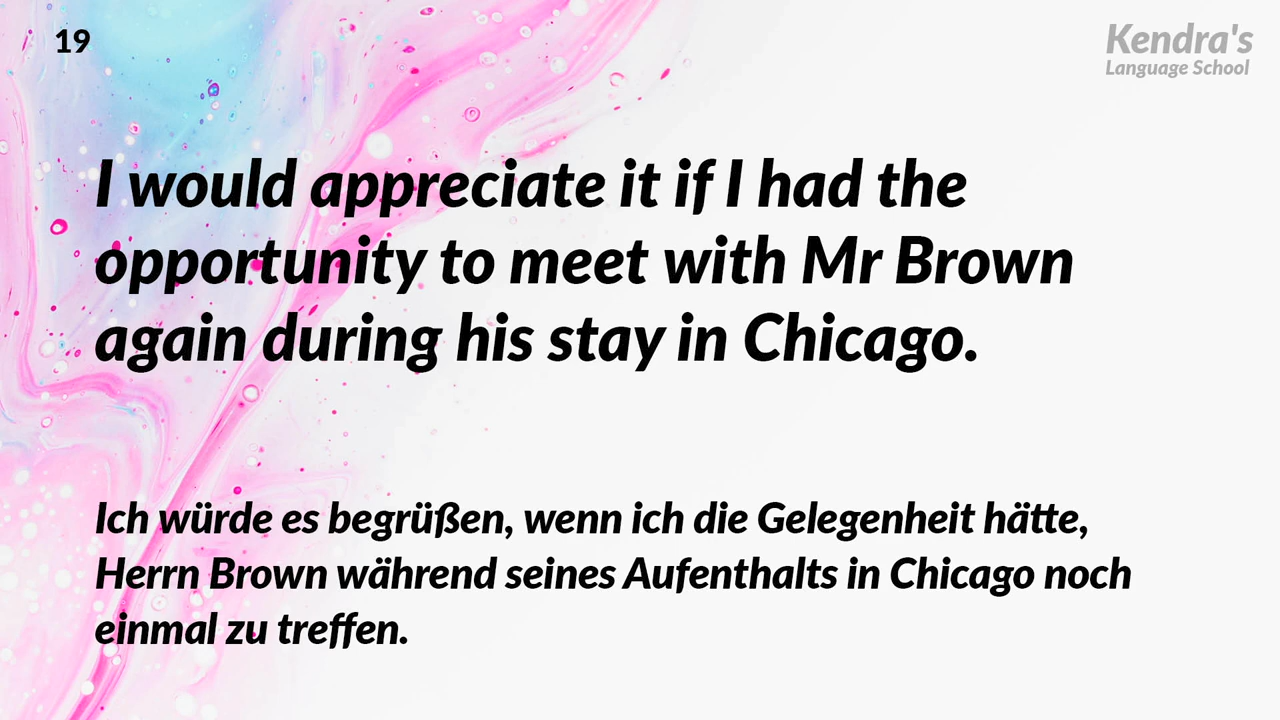 19
Kendra's
Language School
I would appreciate it if I had the
opportunity to meet with Mr Brown
again during his stay in Chicago.
Ich würde es begrüßen, wenn ich die Gelegenheit hätte,
Herrn Brown während seines Aufenthalts in Chicago noch
einmal zu treffen.